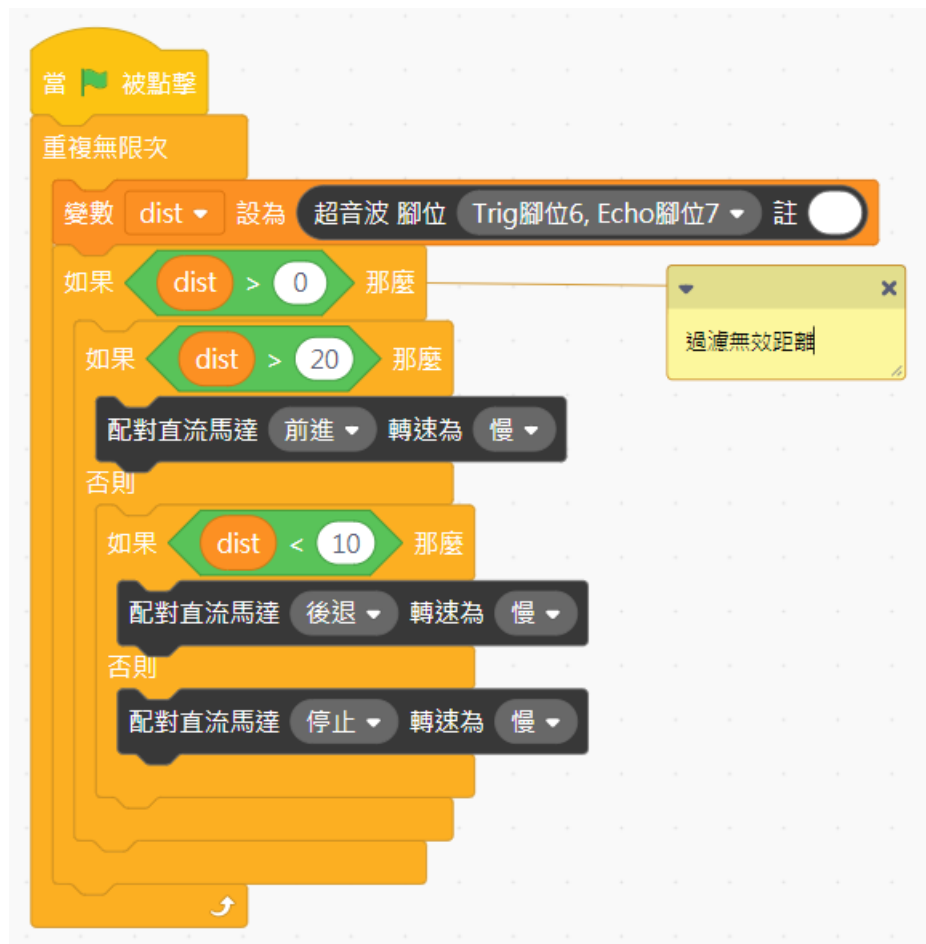 當 被點擊
重複無限次
變數 dist 設為 超音波 腳位 Trig腳位6, Echo腳位7 註
如果 dist > 0 那麼
過濾無效距離
如果 dist > 20 那麼
配對直流馬達 前進 轉速為 慢
否則
如果 dist < 10 那麼
配對直流馬達 後退 轉速為 慢
否則
配對直流馬達 停止 轉速為 慢